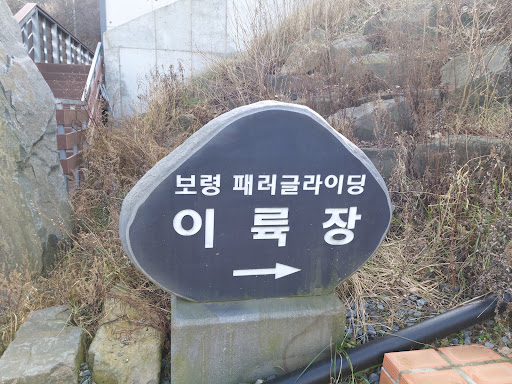 보령 패러글라이딩
이륙장
→